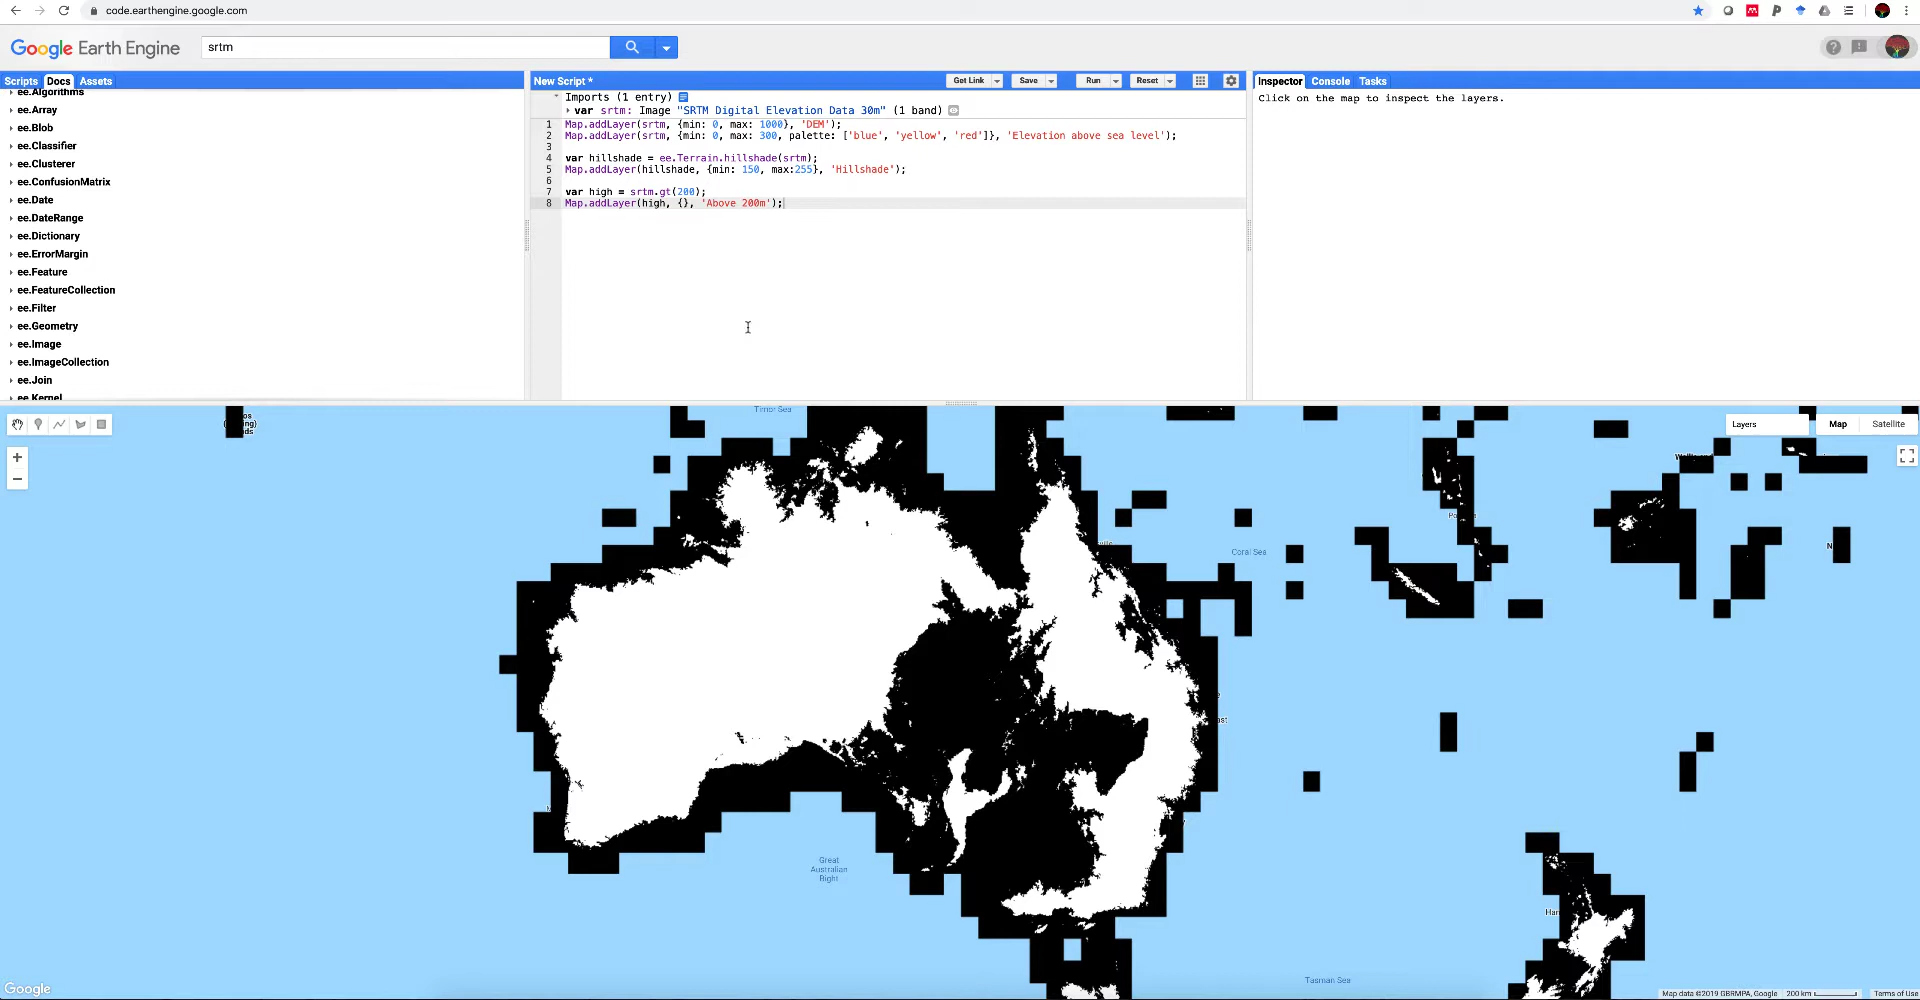 code.earthengine.google.com
Google Earth Engine
srtm
Scripts Docs Assets
New Script *
Get Link Save Run Reset
Inspector Console Tasks
ee.Algorithms
ee.Array
ee.Blob
ee.Classifier
ee.Clusterer
ee.ConfusionMatrix
ee.Date
ee.DateRange
ee.Dictionary
ee.ErrorMargin
ee.Feature
ee.FeatureCollection
ee.Filter
ee.Geometry
ee.Image
ee.ImageCollection
ee.Join
ee.Kernel
Imports (1 entry)
var srtm: Image "SRTM Digital Elevation Data 30m" (1 band)
1 Map.addLayer(srtm, {min: 0, max: 1000}, 'DEM');
2 Map.addLayer(srtm, {min: 0, max: 300, palette: ['blue', 'yellow', 'red']}, 'Elevation above sea level');
3
4 var hillshade = ee.Terrain.hillshade(srtm);
5 Map.addLayer(hillshade, {min: 150, max:255}, 'Hillshade');
6
7 var high = srtm.gt(200);
8 Map.addLayer(high, {}, 'Above 200m');
Click on the map to inspect the layers.
Timor Sea
Layers
Map Satellite
Coral Sea
Great
Australian
Bight
Tasman Sea
Google
Map data ©2019 GBRMPA, Google 200 km Terms of Use